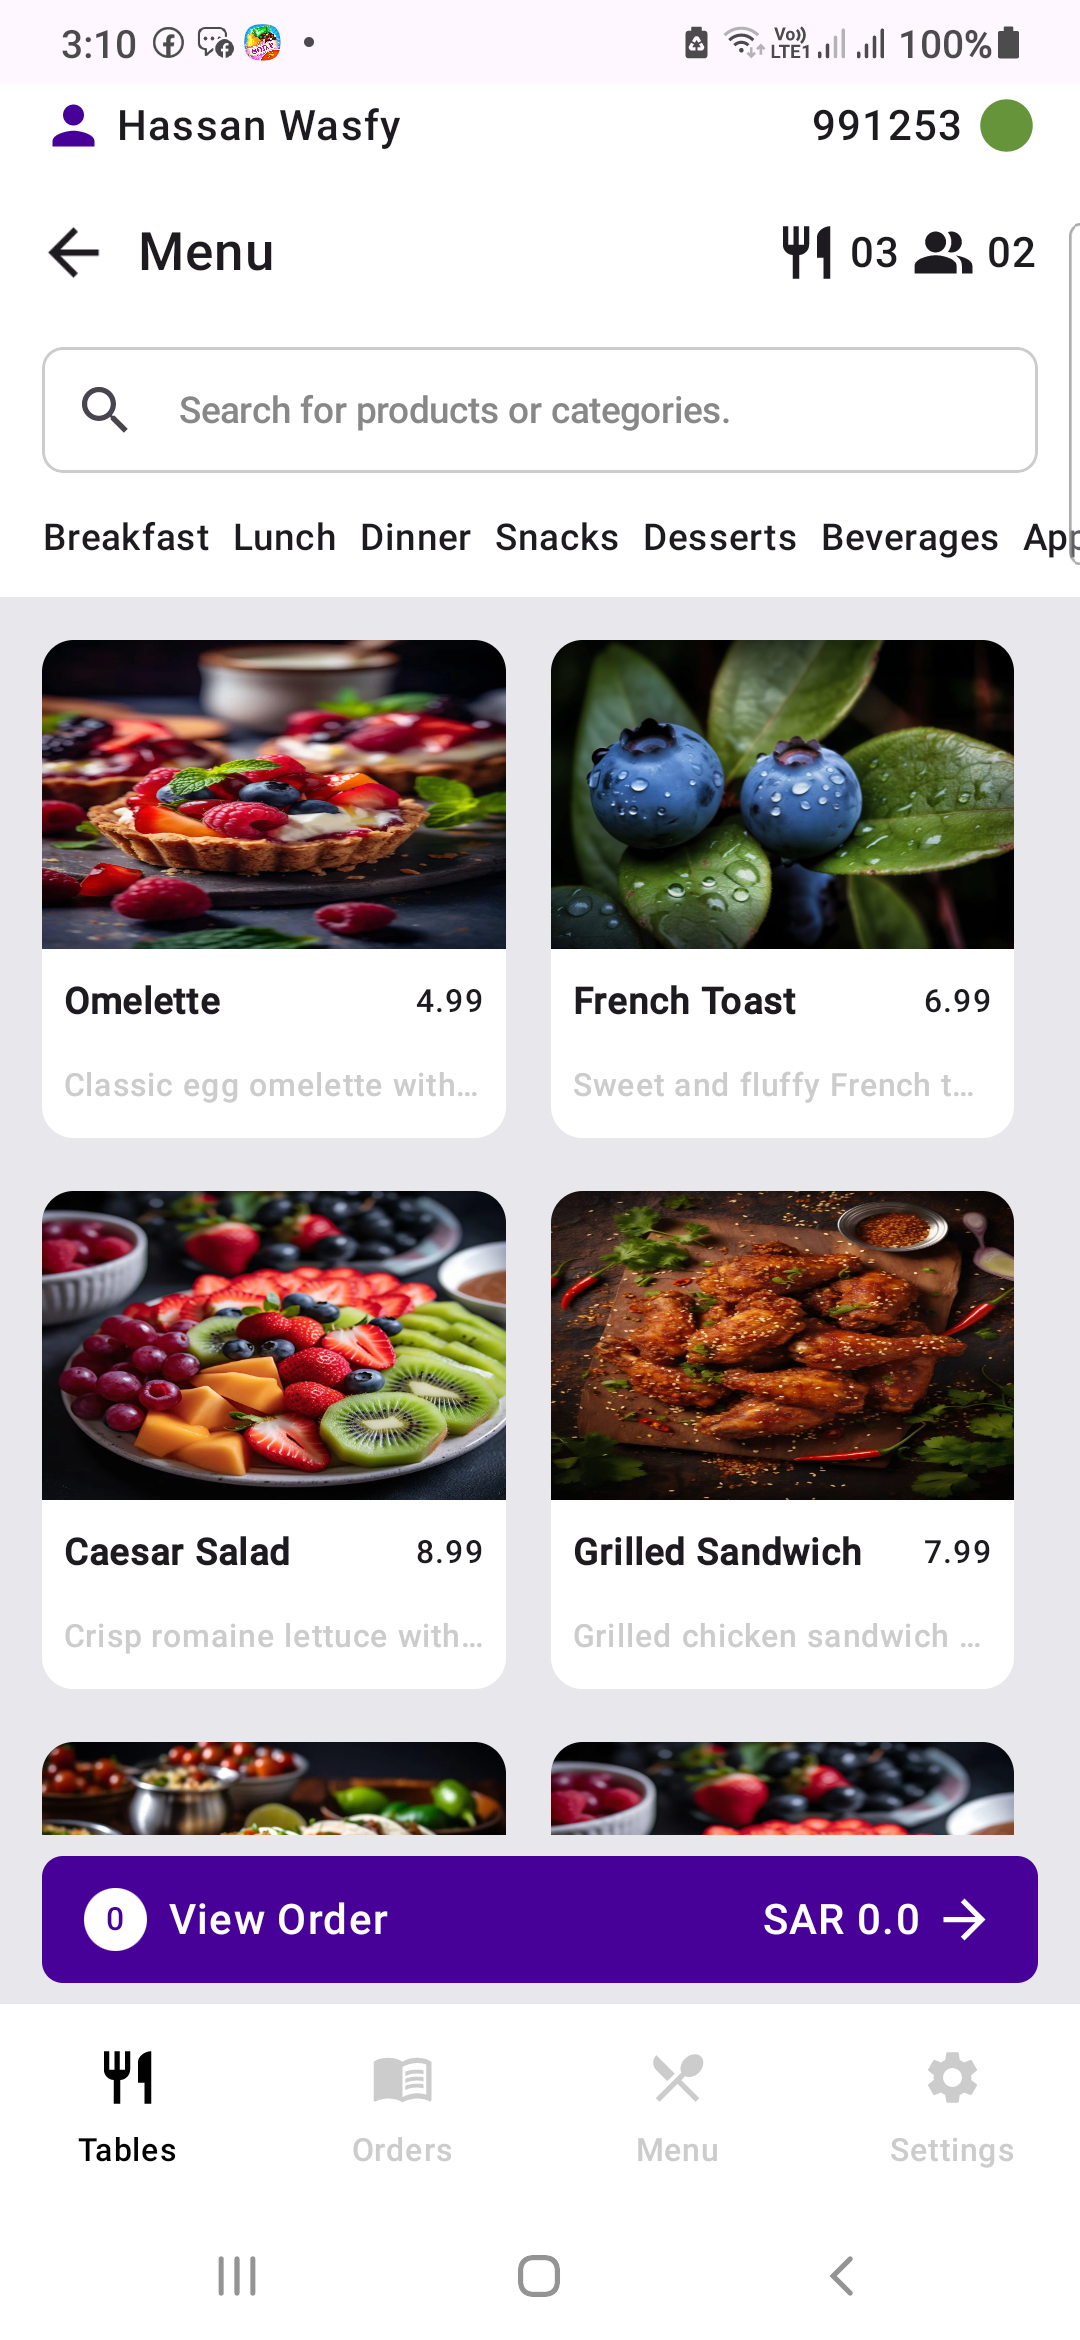 3:10 Vo)) LTE1 100%
Hassan Wasfy 991253
Menu 03 02
Search for products or categories.
Breakfast Lunch Dinner Snacks Desserts Beverages App
Omelette 4.99
Classic egg omelette with...
French Toast 6.99
Sweet and fluffy French t...
Caesar Salad 8.99
Crisp romaine lettuce with...
Grilled Sandwich 7.99
Grilled chicken sandwich ...
0 View Order SAR 0.0
Tables Orders Menu Settings